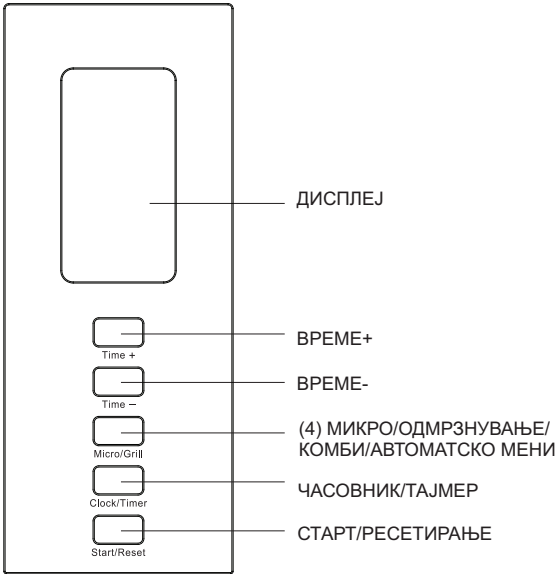 ДИСПЛЕЈ
Time +
ВРЕМЕ+
Time –
ВРЕМЕ-
Micro/Grill
(4) МИКРО/ОДМРЗНУВАЊЕ/
КОМБИ/АВТОМАТСКО МЕНИ
Clock/Timer
ЧАСОВНИК/ТАЈМЕР
Start/Reset
СТАРТ/РЕСЕТИРАЊЕ